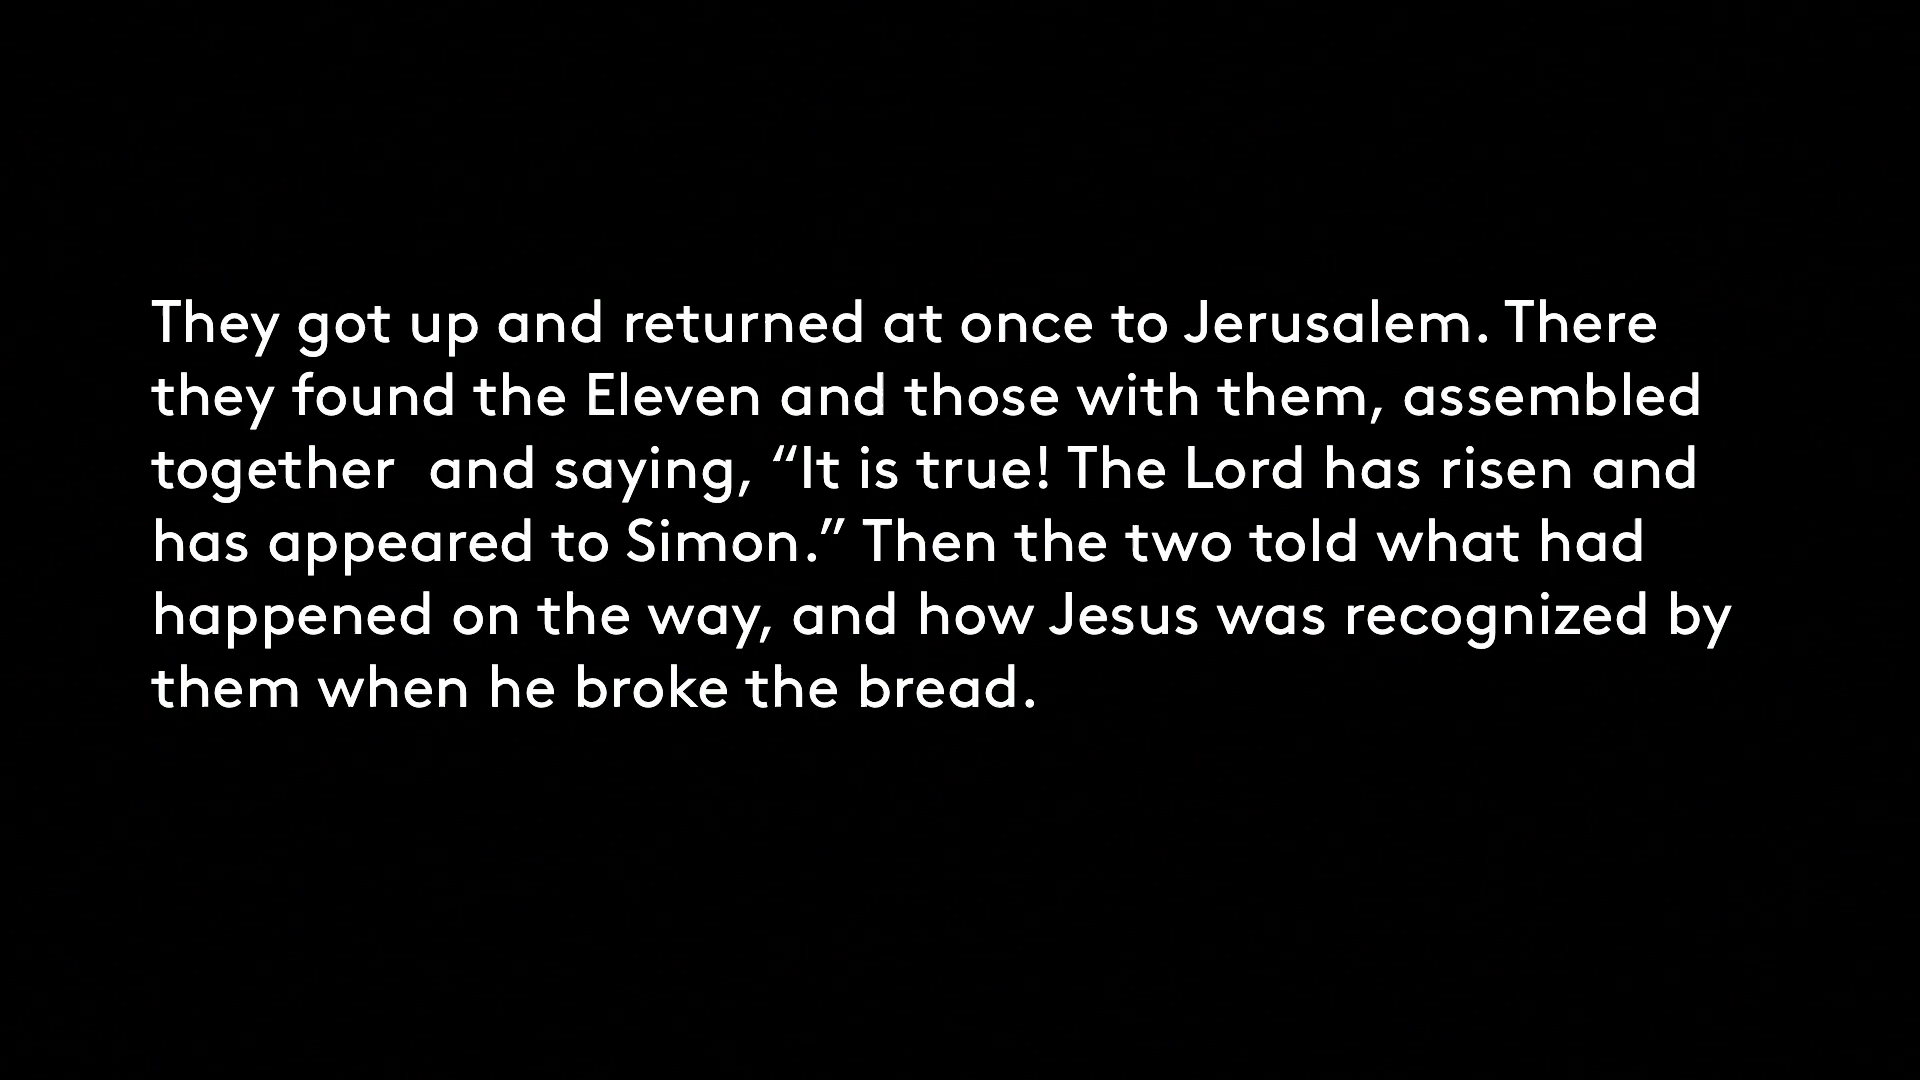 They got up and returned at once to Jerusalem. There
they found the Eleven and those with them, assembled
together  and saying, “It is true! The Lord has risen and
has appeared to Simon.” Then the two told what had
happened on the way, and how Jesus was recognized by
them when he broke the bread.